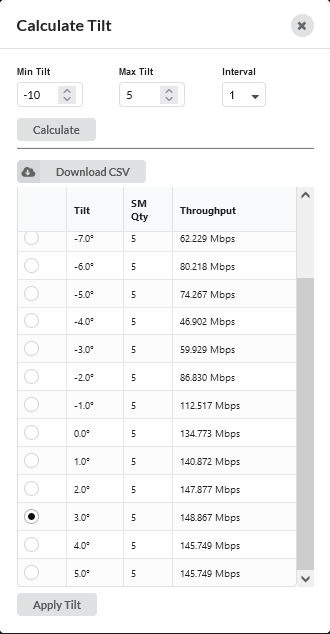 Calculate Tilt
Min Tilt Max Tilt Interval
-10 5 1
Calculate
Download CSV
Tilt SM Qty Throughput
-7.0° 5 62.229 Mbps
-6.0° 5 80.218 Mbps
-5.0° 5 74.267 Mbps
-4.0° 5 46.902 Mbps
-3.0° 5 59.929 Mbps
-2.0° 5 86.830 Mbps
-1.0° 5 112.517 Mbps
0.0° 5 134.773 Mbps
1.0° 5 140.872 Mbps
2.0° 5 147.877 Mbps
3.0° 5 148.867 Mbps
4.0° 5 145.749 Mbps
5.0° 5 145.749 Mbps
Apply Tilt